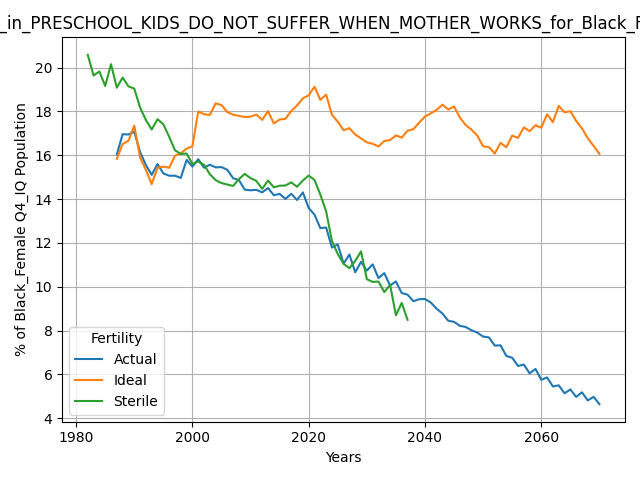 _in_PRESCHOOL_KIDS_DO_NOT_SUFFER_WHEN_MOTHER_WORKS_for_Black_F
% of Black_Female Q4_IQ Population
20
18
16
14
12
10
8
6
4
Fertility
Actual
Ideal
Sterile
1980
2000
2020
2040
2060
Years